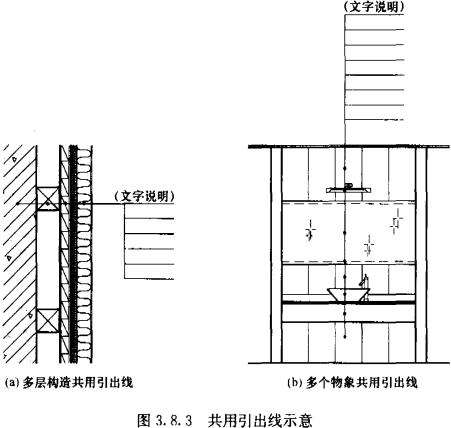 (文字说明)
(文字说明)
(a) 多层构造共用引出线
(b) 多个物象共用引出线
图 3.8.3 共用引出线示意